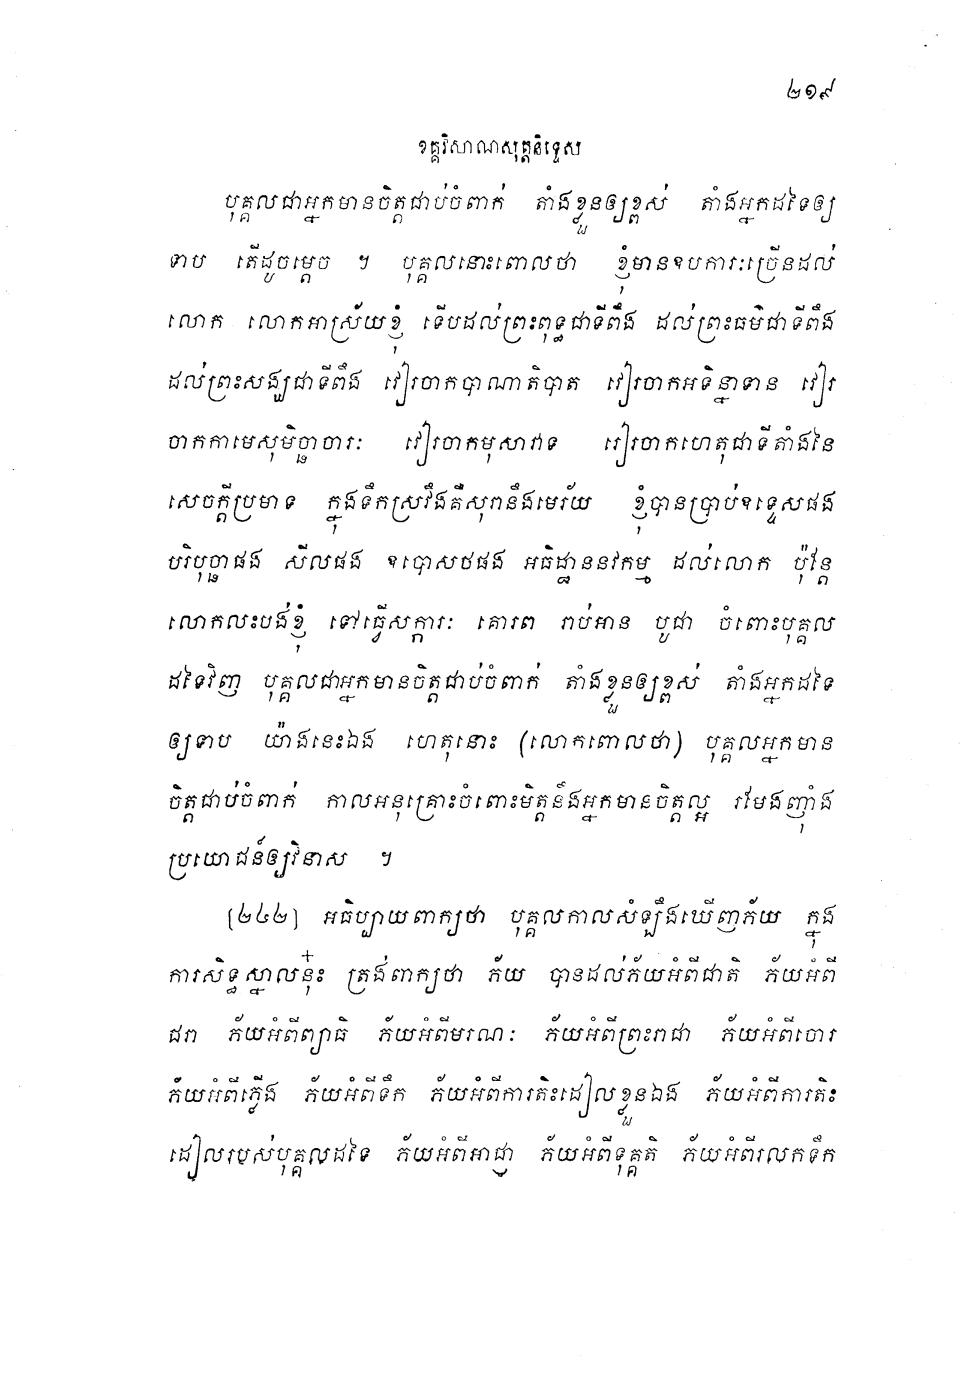 ២១៩
ខគ្គវិសាណសុត្តនិទ្ទេស
បុគ្គលជាអ្នកមានចិត្តជាប់ចំពាក់ តាំងខ្លួនឲ្យខ្ពស់ តាំងអ្នកដទៃឲ្យ
ទាប តើដូចម្តេច ។ បុគ្គលនោះពោលថា ខ្ញុំមានឧបការៈច្រើនដល់
លោក លោកអាស្រ័យខ្ញុំ ទើបដល់ព្រះពុទ្ធជាទីពឹង ដល់ព្រះធម៌ជាទីពឹង
ដល់ព្រះសង្ឃជាទីពឹង វៀរចាកបាណាតិបាត វៀរចាកអទិន្នាទាន វៀរ
ចាកកាមេសុមិច្ឆាចារៈ វៀរចាកមុសាវាទ វៀរចាកហេតុជាទីតាំងនៃ
សេចក្តីប្រមាទ ក្នុងទឹកស្រវឹងគឺសុរានឹងមេរ័យ ខ្ញុំបានប្រាប់ឧទ្ទេសផង
បរិបុច្ឆាផង សីលផង ឧបោសថផង អធិដ្ឋាននវកម្ម ដល់លោក ប៉ុន្តែ
លោកលះបង់ខ្ញុំ ទៅធ្វើសក្ការៈ គោរព រាប់អាន បូជា ចំពោះបុគ្គល
ដទៃវិញ បុគ្គលជាអ្នកមានចិត្តជាប់ចំពាក់ តាំងខ្លួនឲ្យខ្ពស់ តាំងអ្នកដទៃ
ឲ្យទាប យ៉ាងនេះឯង ហេតុនោះ (លោកពោលថា) បុគ្គលអ្នកមាន
ចិត្តជាប់ចំពាក់ កាលអនុគ្រោះចំពោះមិត្តនឹងអ្នកមានចិត្តល្អ រមែងញ៉ាំង
ប្រយោជន៍ឲ្យវិនាស ។
[២៤២] អធិប្បាយពាក្យថា បុគ្គលកាលសំឡឹងឃើញភ័យ ក្នុង
ការសិទ្ធស្នាលនុ៎ះ ត្រង់ពាក្យថា ភ័យ បានដល់ភ័យអំពីជាតិ ភ័យអំពី
ជរា ភ័យអំពីព្យាធិ ភ័យអំពីមរណៈ ភ័យអំពីព្រះរាជា ភ័យអំពីចោរ
ភ័យអំពីភ្លើង ភ័យអំពីទឹក ភ័យអំពីការតិះដៀលខ្លួនឯង ភ័យអំពីការតិះ
ដៀលរបស់បុគ្គលដទៃ ភ័យអំពីអាជ្ញា ភ័យអំពីទុគ្គតិ ភ័យអំពីរលកទឹក